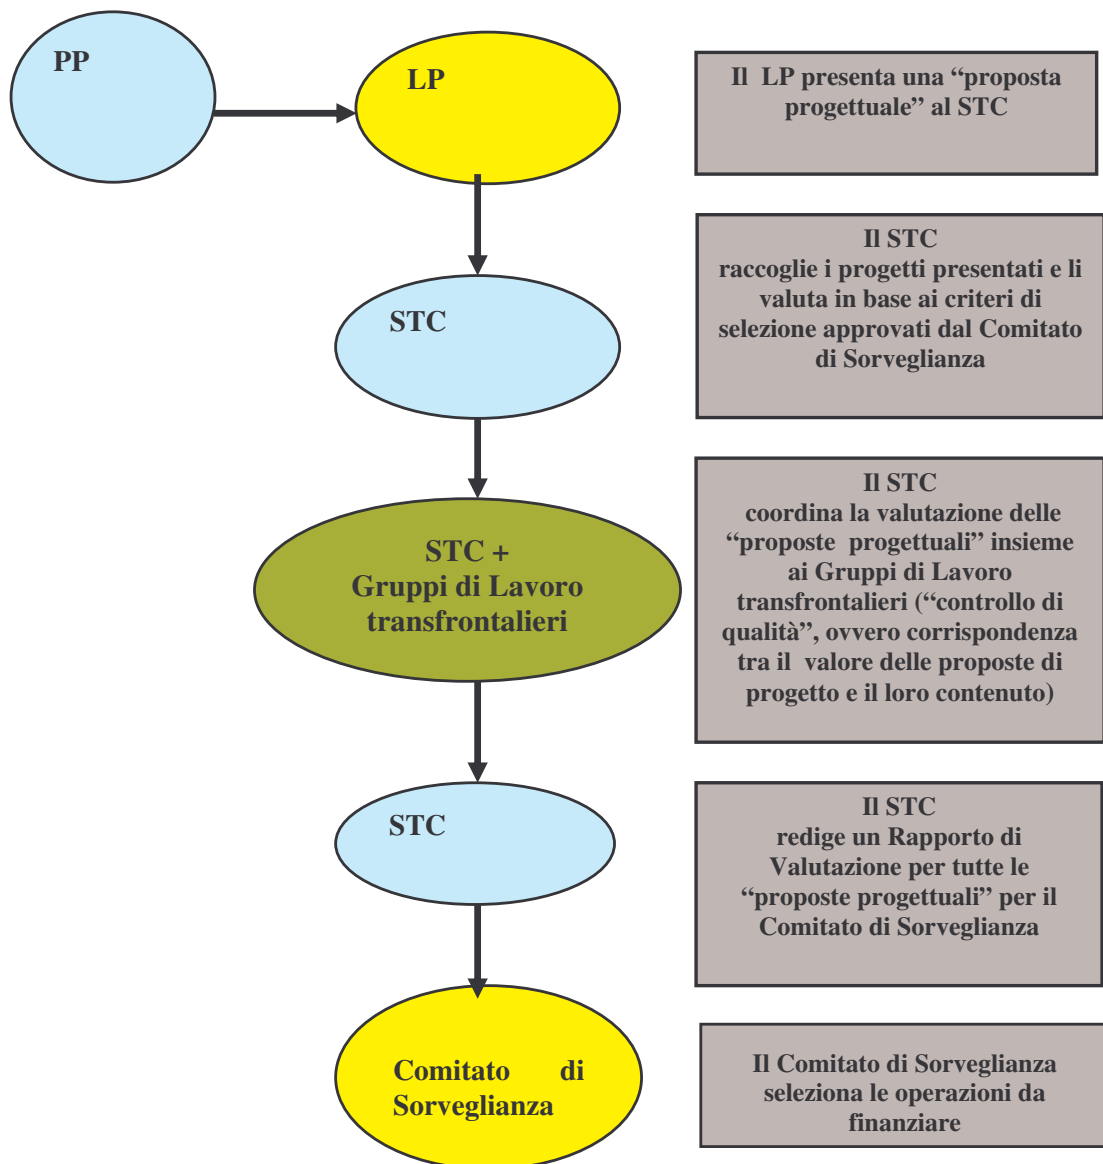 PP
LP
Il LP presenta una “proposta
progettuale” al STC
STC
Il STC
raccoglie i progetti presentati e li
valuta in base ai criteri di
selezione approvati dal Comitato
di Sorveglianza
STC +
Gruppi di Lavoro
transfrontalieri
Il STC
coordina la valutazione delle
“proposte progettuali” insieme
ai Gruppi di Lavoro
transfrontalieri (“controllo di
qualità”, ovvero corrispondenza
tra il valore delle proposte di
progetto e il loro contenuto)
STC
Il STC
redige un Rapporto di
Valutazione per tutte le
“proposte progettuali” per il
Comitato di Sorveglianza
Comitato di
Sorveglianza
Il Comitato di Sorveglianza
seleziona le operazioni da
finanziare